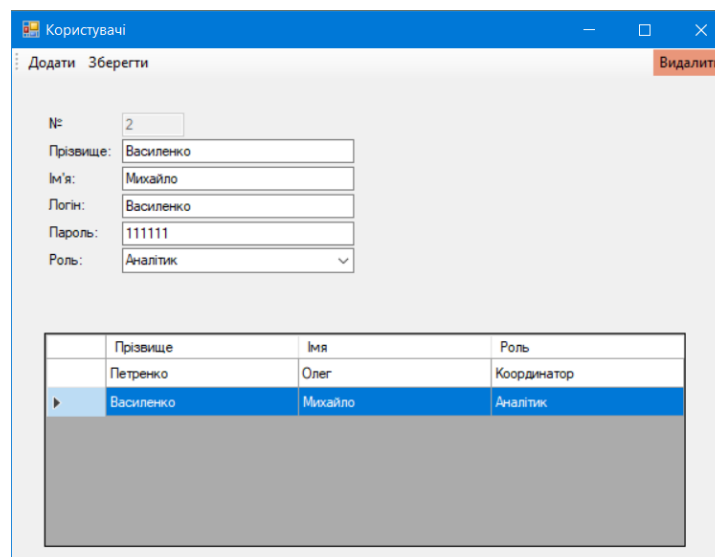 Користувачі
Додати Зберегти Видалит
№ 2
Прізвище: Василенко
Ім'я: Михайло
Логін: Василенко
Пароль: 111111
Роль: Аналітик
Прізвище Імя Роль
Петренко Олег Координатор
Василенко Михайло Аналітик